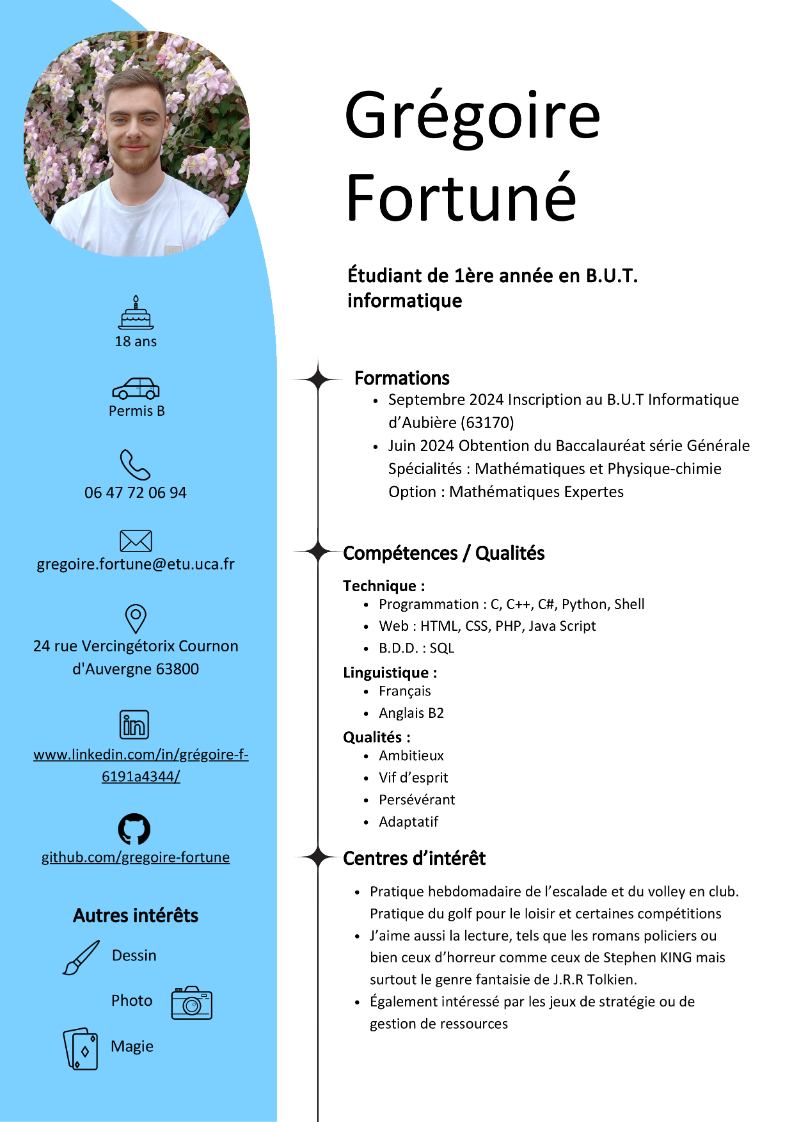 Grégoire
Fortuné
Étudiant de 1ère année en B.U.T.
informatique
18 ans
Permis B
06 47 72 06 94
gregoire.fortune@etu.uca.fr
24 rue Vercingétorix Cournon
d'Auvergne 63800
www.linkedin.com/in/grégoire-f-
6191a4344/
github.com/gregoire-fortune
Autres intérêts
Dessin
Photo
Magie
Formations
• Septembre 2024 Inscription au B.U.T Informatique
d’Aubière (63170)
• Juin 2024 Obtention du Baccalauréat série Générale
Spécialités : Mathématiques et Physique-chimie
Option : Mathématiques Expertes
Compétences / Qualités
Technique :
• Programmation : C, C++, C#, Python, Shell
• Web : HTML, CSS, PHP, Java Script
• B.D.D. : SQL
Linguistique :
• Français
• Anglais B2
Qualités :
• Ambitieux
• Vif d’esprit
• Persévérant
• Adaptatif
Centres d’intérêt
• Pratique hebdomadaire de l’escalade et du volley en club.
Pratique du golf pour le loisir et certaines compétitions
• J’aime aussi la lecture, tels que les romans policiers ou
bien ceux d’horreur comme ceux de Stephen KING mais
surtout le genre fantaisie de J.R.R Tolkien.
• Également intéressé par les jeux de stratégie ou de
gestion de ressources